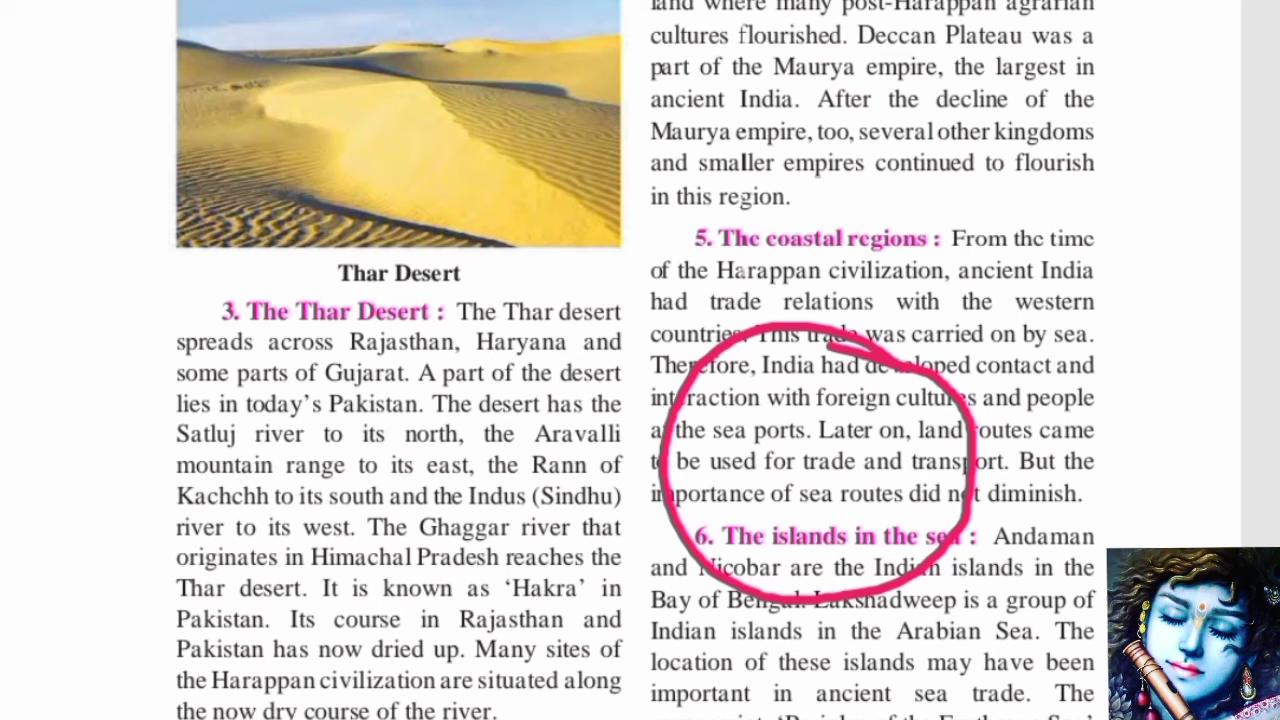 Thar Desert
3. The Thar Desert : The Thar desert
spreads across Rajasthan, Haryana and
some parts of Gujarat. A part of the desert
lies in today’s Pakistan. The desert has the
Satluj river to its north, the Aravalli
mountain range to its east, the Rann of
Kachchh to its south and the Indus (Sindhu)
river to its west. The Ghaggar river that
originates in Himachal Pradesh reaches the
Thar desert. It is known as ‘Hakra’ in
Pakistan. Its course in Rajasthan and
Pakistan has now dried up. Many sites of
the Harappan civilization are situated along
the now dry course of the river.
land where many post-Harappan agrarian
cultures flourished. Deccan Plateau was a
part of the Maurya empire, the largest in
ancient India. After the decline of the
Maurya empire, too, several other kingdoms
and smaller empires continued to flourish
in this region.
5. The coastal regions : From the time
of the Harappan civilization, ancient India
had trade relations with the western
countries. This trade was carried on by sea.
Therefore, India had developed contact and
interaction with foreign cultures and people
at the sea ports. Later on, land routes came
to be used for trade and transport. But the
importance of sea routes did not diminish.
6. The islands in the sea : Andaman
and Nicobar are the Indian islands in the
Bay of Bengal. Lakshadweep is a group of
Indian islands in the Arabian Sea. The
location of these islands may have been
important in ancient sea trade. The